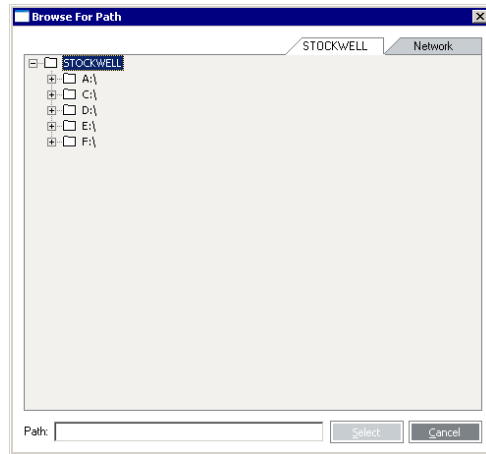 Browse For Path
STOCKWELL Network
STOCKWELL
A:\
C:\
D:\
E:\
F:\
Path: Select Cancel